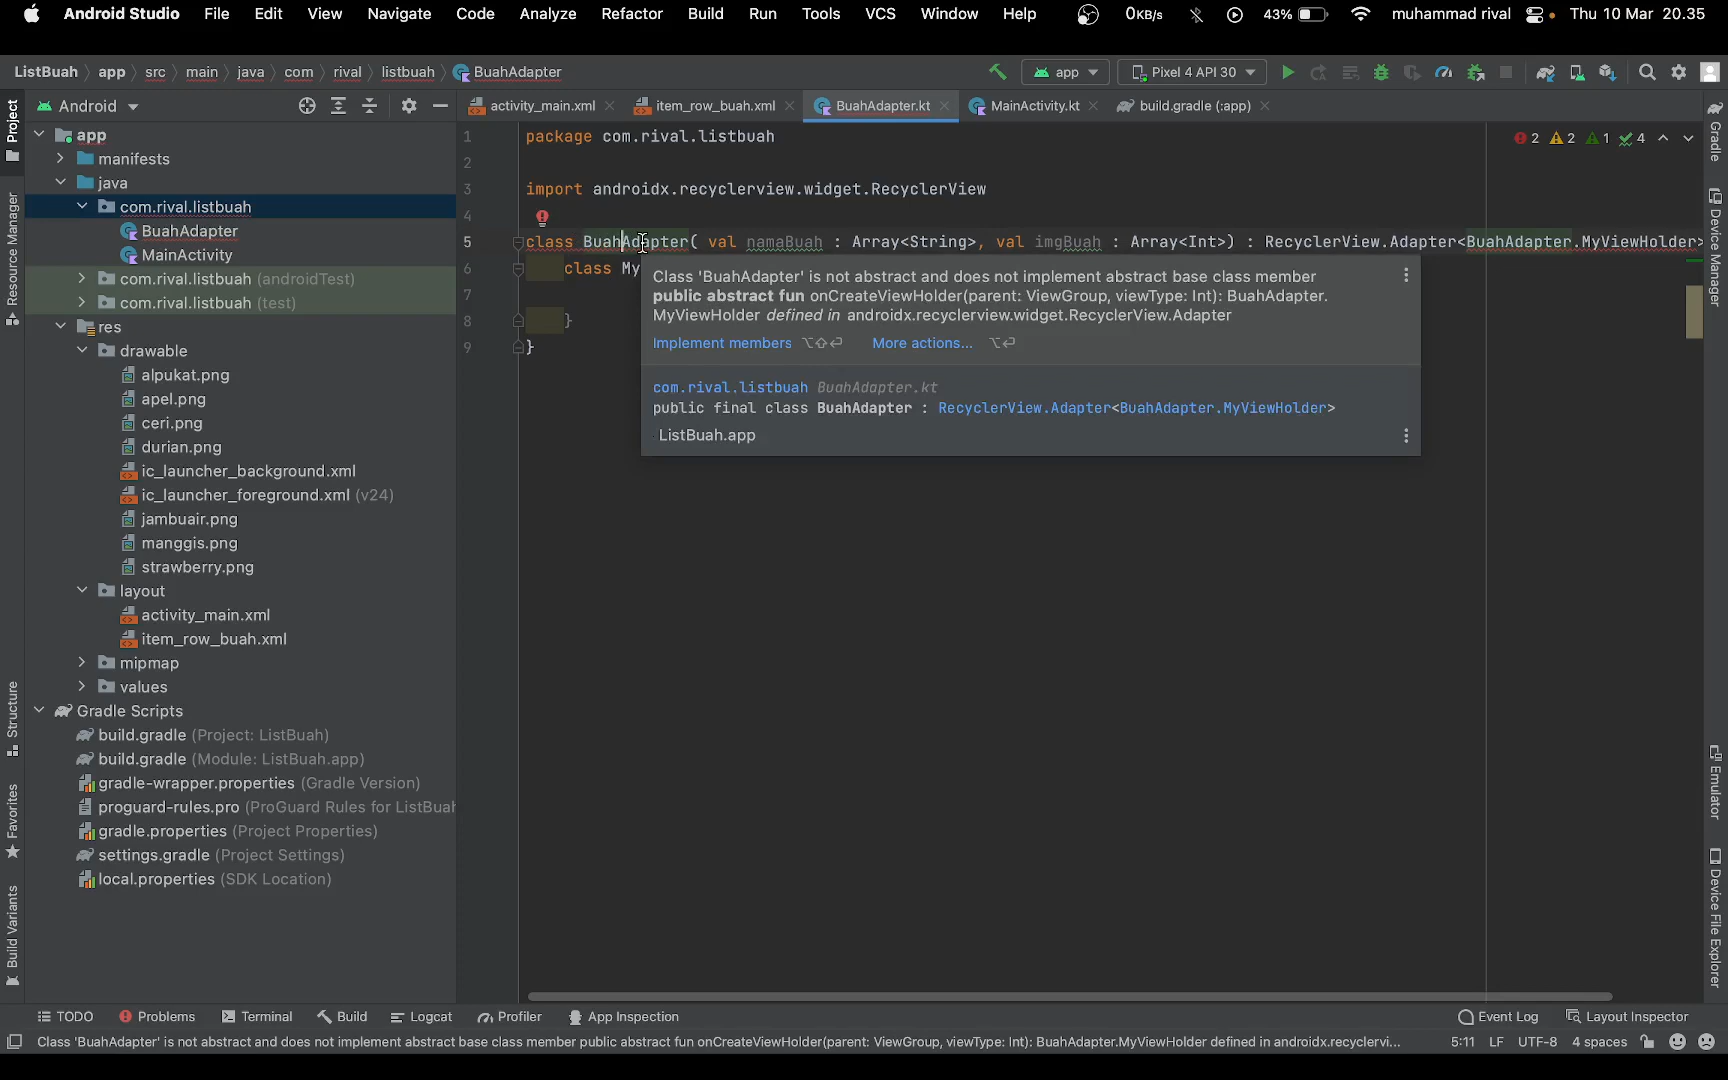 Android Studio File Edit View Navigate Code Analyze Refactor Build Run Tools VCS Window Help 0KB/s 43% muhammad rival Thu 10 Mar 20.35
ListBuah app src main java com rival listbuah BuahAdapter app Pixel 4 API 30
Project
Resource Manager
Structure
Favorites
Build Variants
Android
app
manifests
java
com.rival.listbuah
BuahAdapter
MainActivity
com.rival.listbuah (androidTest)
com.rival.listbuah (test)
res
drawable
alpukat.png
apel.png
ceri.png
durian.png
ic_launcher_background.xml
ic_launcher_foreground.xml (v24)
jambuair.png
manggis.png
strawberry.png
layout
activity_main.xml
item_row_buah.xml
mipmap
values
Gradle Scripts
build.gradle (Project: ListBuah)
build.gradle (Module: ListBuah.app)
gradle-wrapper.properties (Gradle Version)
proguard-rules.pro (ProGuard Rules for ListBuah
gradle.properties (Project Properties)
settings.gradle (Project Settings)
local.properties (SDK Location)
activity_main.xml item_row_buah.xml BuahAdapter.kt MainActivity.kt build.gradle (:app)
2 2 1 4
1 package com.rival.listbuah
2
3 import androidx.recyclerview.widget.RecyclerView
4
5 class BuahAdapter( val namaBuah : Array<String>, val imgBuah : Array<Int>) : RecyclerView.Adapter<BuahAdapter.MyViewHolder>
6 class My
7
8 }
9 }
Class 'BuahAdapter' is not abstract and does not implement abstract base class member
public abstract fun onCreateViewHolder(parent: ViewGroup, viewType: Int): BuahAdapter.
MyViewHolder defined in androidx.recyclerview.widget.RecyclerView.Adapter
Implement members ⌥⇧⏎ More actions... ⌥⏎
com.rival.listbuah BuahAdapter.kt
public final class BuahAdapter : RecyclerView.Adapter<BuahAdapter.MyViewHolder>
ListBuah.app
Gradle
Resource Manager
Emulator
Device File Explorer
TODO Problems Terminal Build Logcat Profiler App Inspection Event Log Layout Inspector
Class 'BuahAdapter' is not abstract and does not implement abstract base class member public abstract fun onCreateViewHolder(parent: ViewGroup, viewType: Int): BuahAdapter.MyViewHolder defined in androidx.recyclervi... 5:11 LF UTF-8 4 spaces